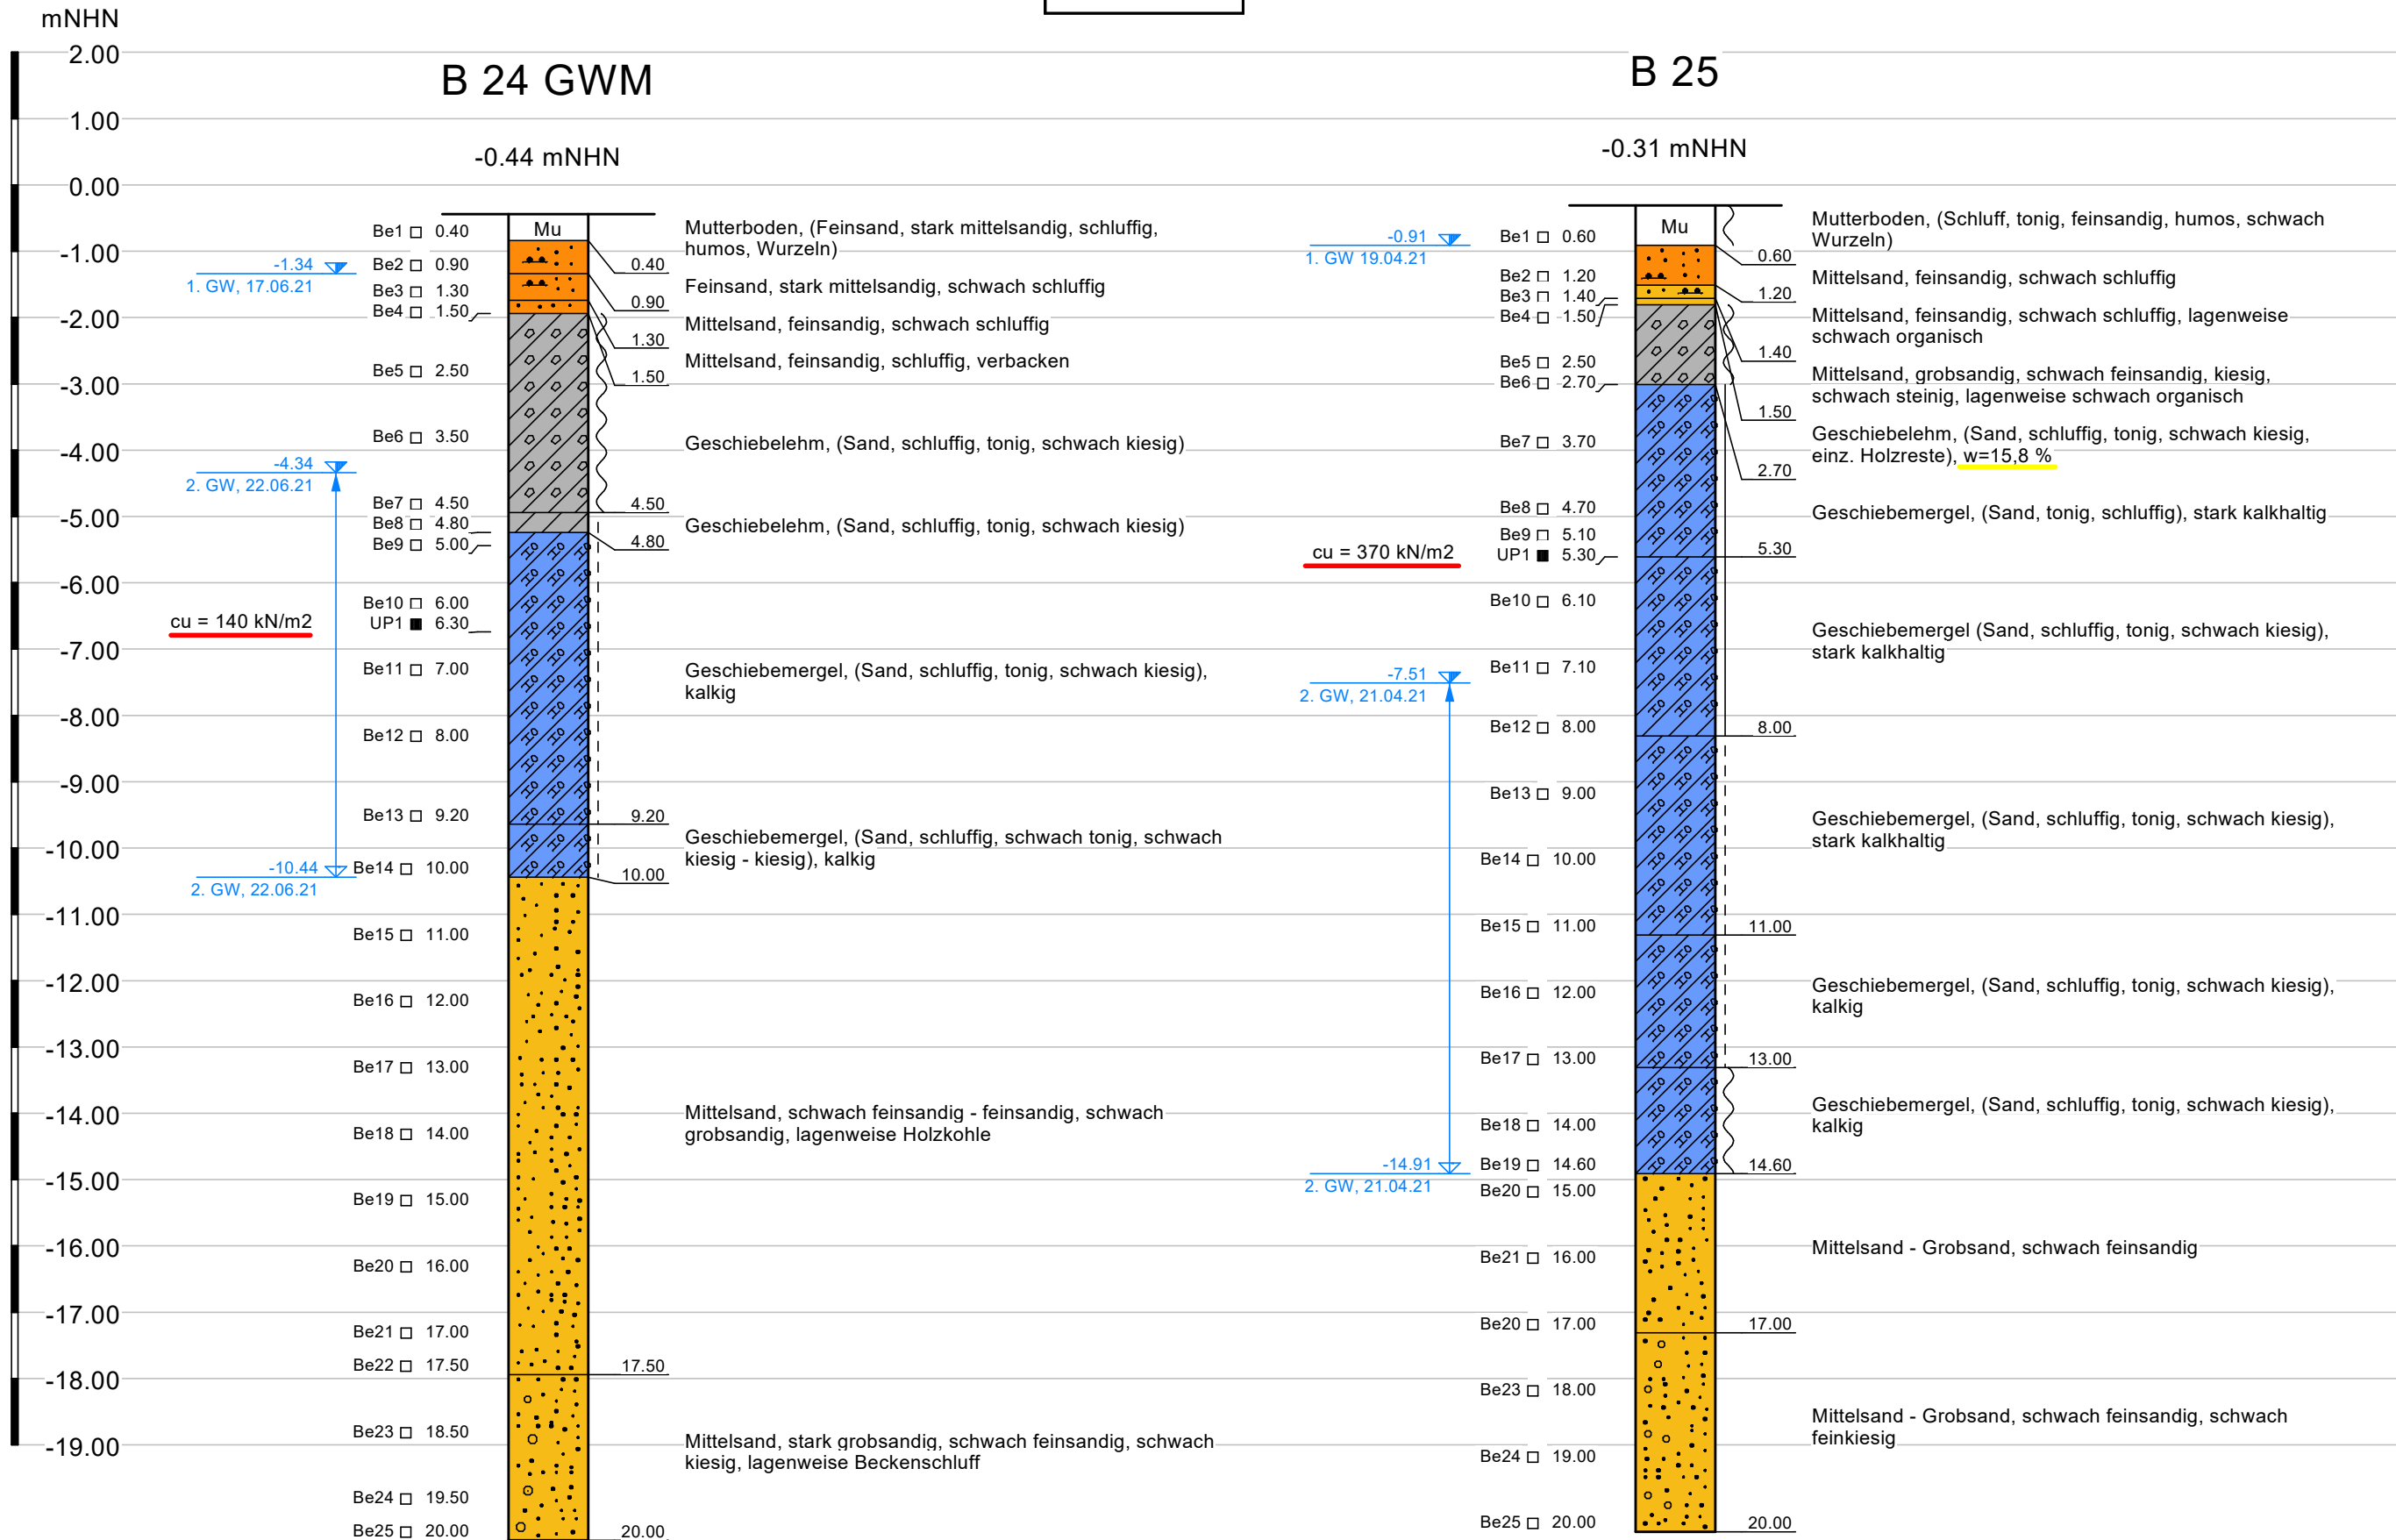 mNHN
2.00
1.00
0.00
-1.00
-2.00
-3.00
-4.00
-5.00
-6.00
-7.00
-8.00
-9.00
-10.00
-11.00
-12.00
-13.00
-14.00
-15.00
-16.00
-17.00
-18.00
-19.00
B 24 GWM
-0.44 mNHN
-1.34
1. GW, 17.06.21
-4.34
2. GW, 22.06.21
cu = 140 kN/m2
-10.44
2. GW, 22.06.21
Be1 0.40
Be2 0.90
Be3 1.30
Be4 1.50
Be5 2.50
Be6 3.50
Be7 4.50
Be8 4.80
Be9 5.00
Be10 6.00
UP1 6.30
Be11 7.00
Be12 8.00
Be13 9.20
Be14 10.00
Be15 11.00
Be16 12.00
Be17 13.00
Be18 14.00
Be19 15.00
Be20 16.00
Be21 17.00
Be22 17.50
Be23 18.50
Be24 19.50
Be25 20.00
Mu
0.40
0.90
1.30
1.50
4.50
4.80
9.20
10.00
17.50
20.00
Mutterboden, (Feinsand, stark mittelsandig, schluffig,
humos, Wurzeln)
Feinsand, stark mittelsandig, schwach schluffig
Mittelsand, feinsandig, schwach schluffig
Mittelsand, feinsandig, schluffig, verbacken
Geschiebelehm, (Sand, schluffig, tonig, schwach kiesig)
Geschiebelehm, (Sand, schluffig, tonig, schwach kiesig)
Geschiebemergel, (Sand, schluffig, tonig, schwach kiesig),
kalkig
Geschiebemergel, (Sand, schluffig, schwach tonig, schwach
kiesig - kiesig), kalkig
Mittelsand, schwach feinsandig - feinsandig, schwach
grobsandig, lagenweise Holzkohle
Mittelsand, stark grobsandig, schwach feinsandig, schwach
kiesig, lagenweise Beckenschluff
B 25
-0.31 mNHN
-0.91
1. GW 19.04.21
cu = 370 kN/m2
-7.51
2. GW, 21.04.21
-14.91
2. GW, 21.04.21
Be1 0.60
Be2 1.20
Be3 1.40
Be4 1.50
Be5 2.50
Be6 2.70
Be7 3.70
Be8 4.70
Be9 5.10
UP1 5.30
Be10 6.10
Be11 7.10
Be12 8.00
Be13 9.00
Be14 10.00
Be15 11.00
Be16 12.00
Be17 13.00
Be18 14.00
Be19 14.60
Be20 15.00
Be21 16.00
Be20 17.00
Be23 18.00
Be24 19.00
Be25 20.00
Mu
0.60
1.20
1.40
1.50
2.70
5.30
8.00
11.00
13.00
14.60
17.00
20.00
Mutterboden, (Schluff, tonig, feinsandig, humos, schwach
Wurzeln)
Mittelsand, feinsandig, schwach schluffig
Mittelsand, feinsandig, schwach schluffig, lagenweise
schwach organisch
Mittelsand, grobsandig, schwach feinsandig, kiesig,
schwach steinig, lagenweise schwach organisch
Geschiebelehm, (Sand, schluffig, tonig, schwach kiesig,
einz. Holzreste), w=15,8 %
Geschiebemergel, (Sand, tonig, schluffig), stark kalkhaltig
Geschiebemergel (Sand, schluffig, tonig, schwach kiesig),
stark kalkhaltig
Geschiebemergel, (Sand, schluffig, tonig, schwach kiesig),
stark kalkhaltig
Geschiebemergel, (Sand, schluffig, tonig, schwach kiesig),
kalkig
Geschiebemergel, (Sand, schluffig, tonig, schwach kiesig),
kalkig
Mittelsand - Grobsand, schwach feinsandig
Mittelsand - Grobsand, schwach feinsandig, schwach
feinkiesig